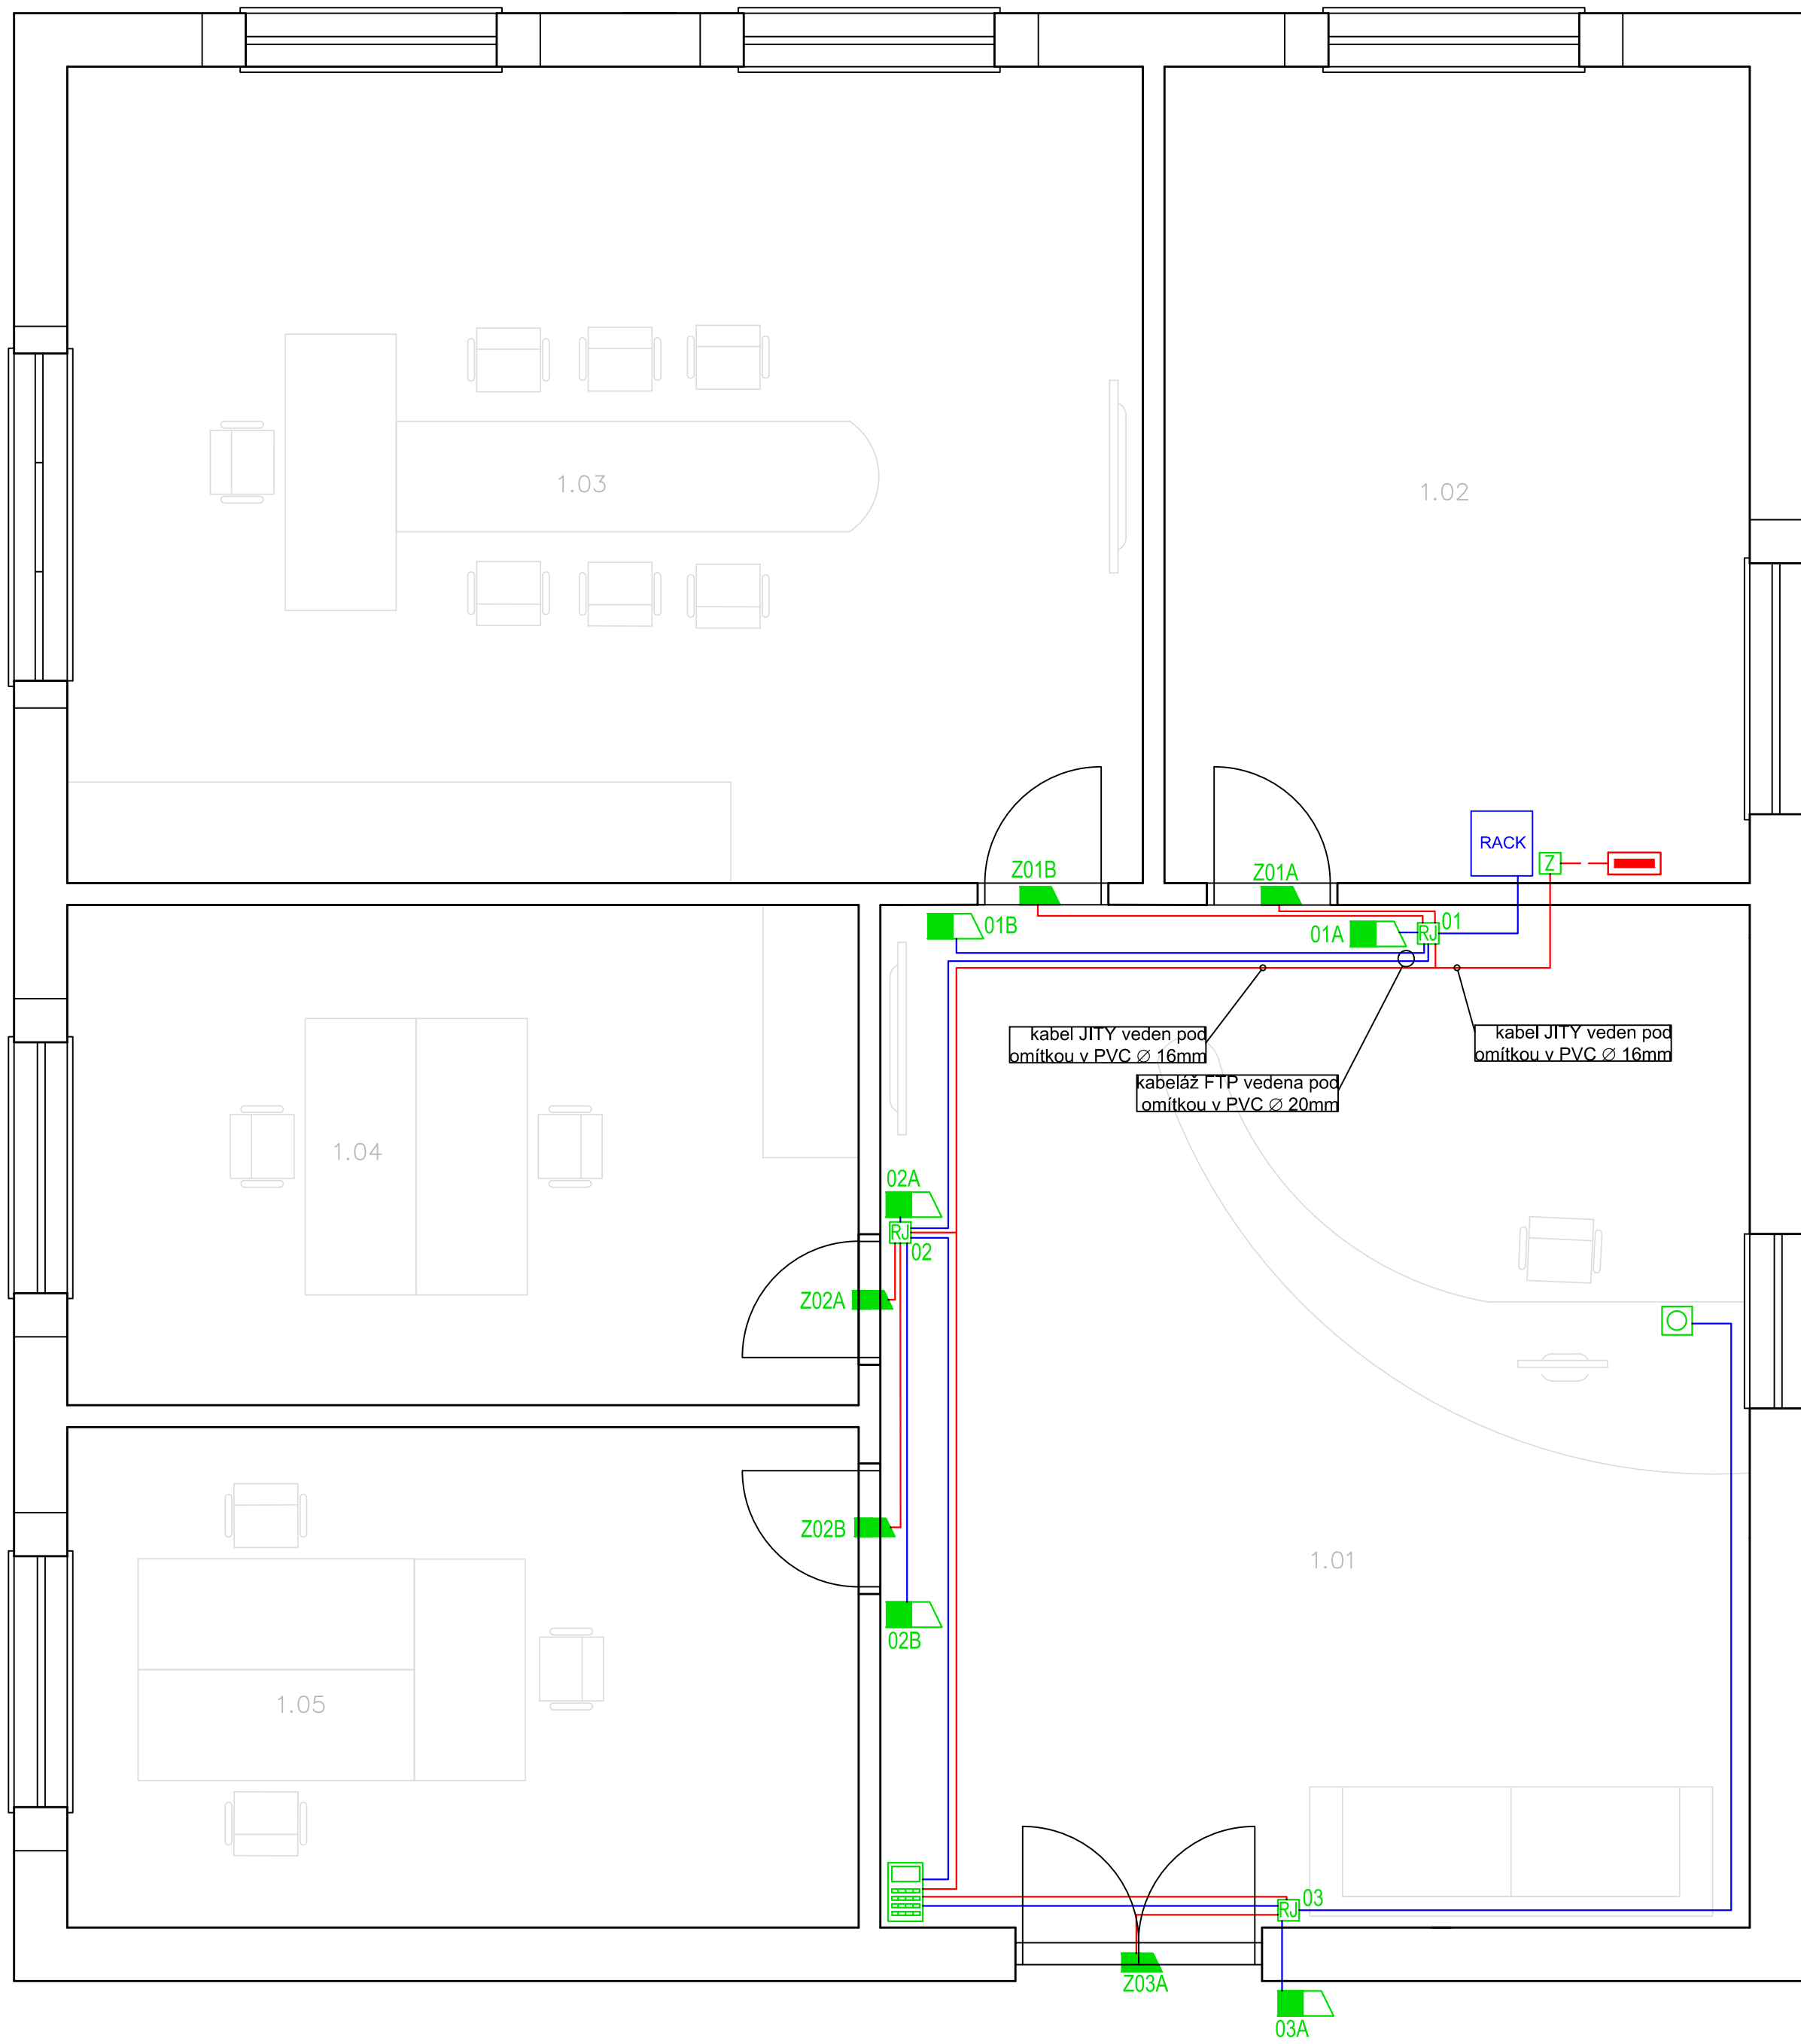 1.03
1.02
RACK
Z
Z01B
Z01A
01B
01A
RJ
01
kabel JITY veden pod
omítkou v PVC ∅ 16mm
kabel JITY veden pod
omítkou v PVC ∅ 16mm
kabeláž FTP vedena pod
omítkou v PVC ∅ 20mm
1.04
02A
RJ
02
Z02A
Z02B
1.01
02B
1.05
03
RJ
Z03A
03A